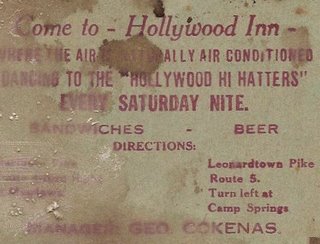 Come to - Hollywood Inn -
WHERE THE AIR IS NATURALLY AIR CONDITIONED
DANCING TO THE "HOLLYWOOD HI HATTERS"
EVERY SATURDAY NITE.
SANDWICHES - BEER
DIRECTIONS:
Pike
Leonardtown Pike
Route 5.
Turn left at
Camp Springs
MANAGER: GEO. COKENAS.